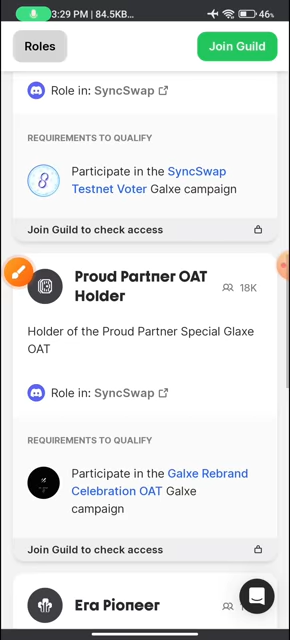 3:29 PM | 84.5KB...
46%
Roles
Join Guild
Role in: SyncSwap
REQUIREMENTS TO QUALIFY
Participate in the SyncSwap
Testnet Voter Galxe campaign
Join Guild to check access
Proud Partner OAT
Holder
18K
Holder of the Proud Partner Special Glaxe
OAT
Role in: SyncSwap
REQUIREMENTS TO QUALIFY
Participate in the Galxe Rebrand
Celebration OAT Galxe
campaign
Join Guild to check access
Era Pioneer